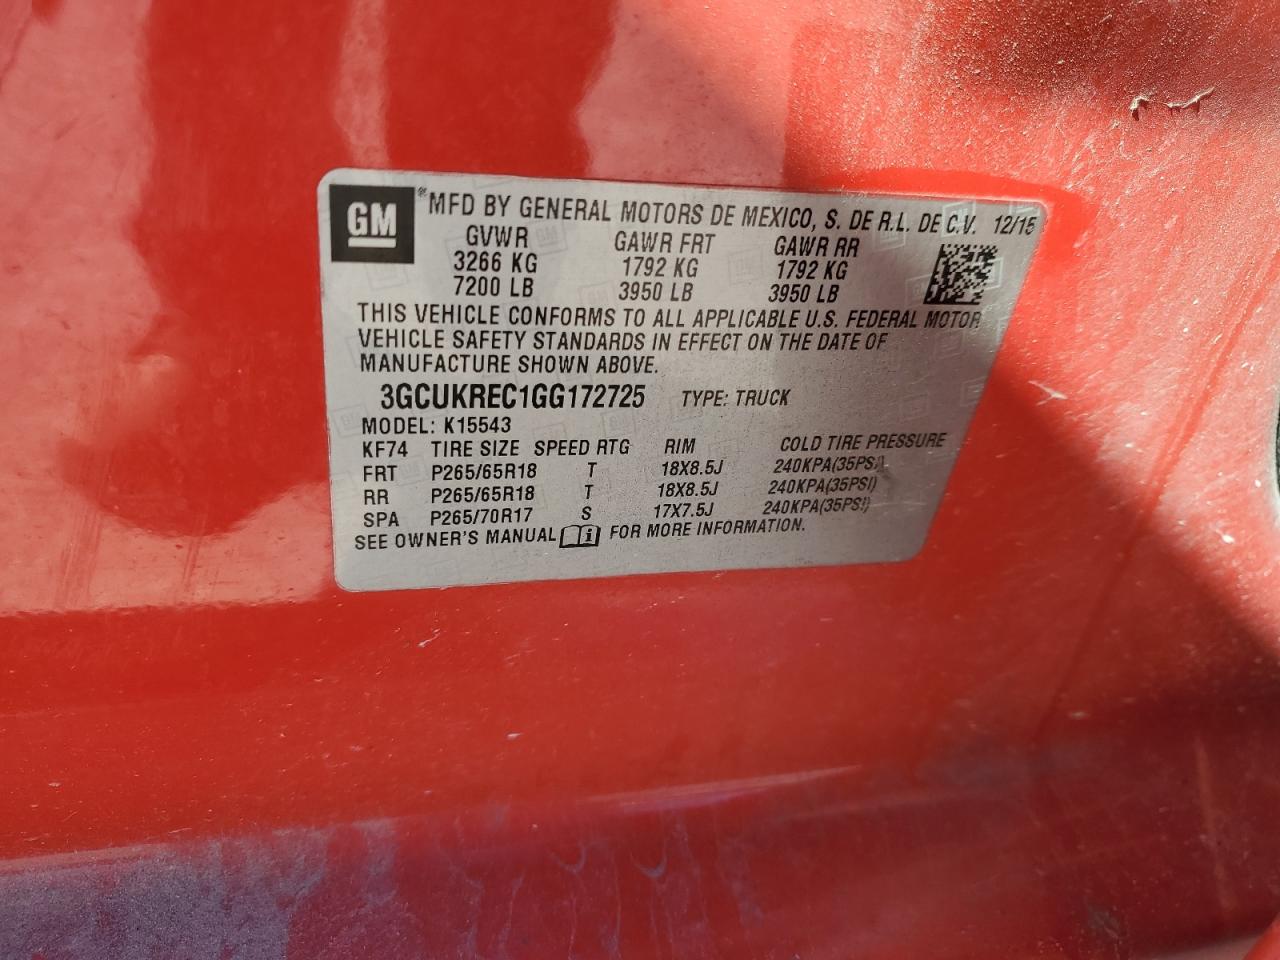 GM ® MFD BY GENERAL MOTORS DE MEXICO, S. DE R.L. DE C.V. 12/15
GVWR GAWR FRT GAWR RR
3266 KG 1792 KG 1792 KG
7200 LB 3950 LB 3950 LB
THIS VEHICLE CONFORMS TO ALL APPLICABLE U.S. FEDERAL MOTOR
VEHICLE SAFETY STANDARDS IN EFFECT ON THE DATE OF
MANUFACTURE SHOWN ABOVE.
3GCUKREC1GG172725 TYPE: TRUCK
MODEL: K15543
KF74 TIRE SIZE SPEED RTG RIM COLD TIRE PRESSURE
FRT P265/65R18 T 18X8.5J 240KPA(35PSI)
RR P265/65R18 T 18X8.5J 240KPA(35PSI)
SPA P265/70R17 S 17X7.5J 240KPA(35PSI)
SEE OWNER'S MANUAL i FOR MORE INFORMATION.